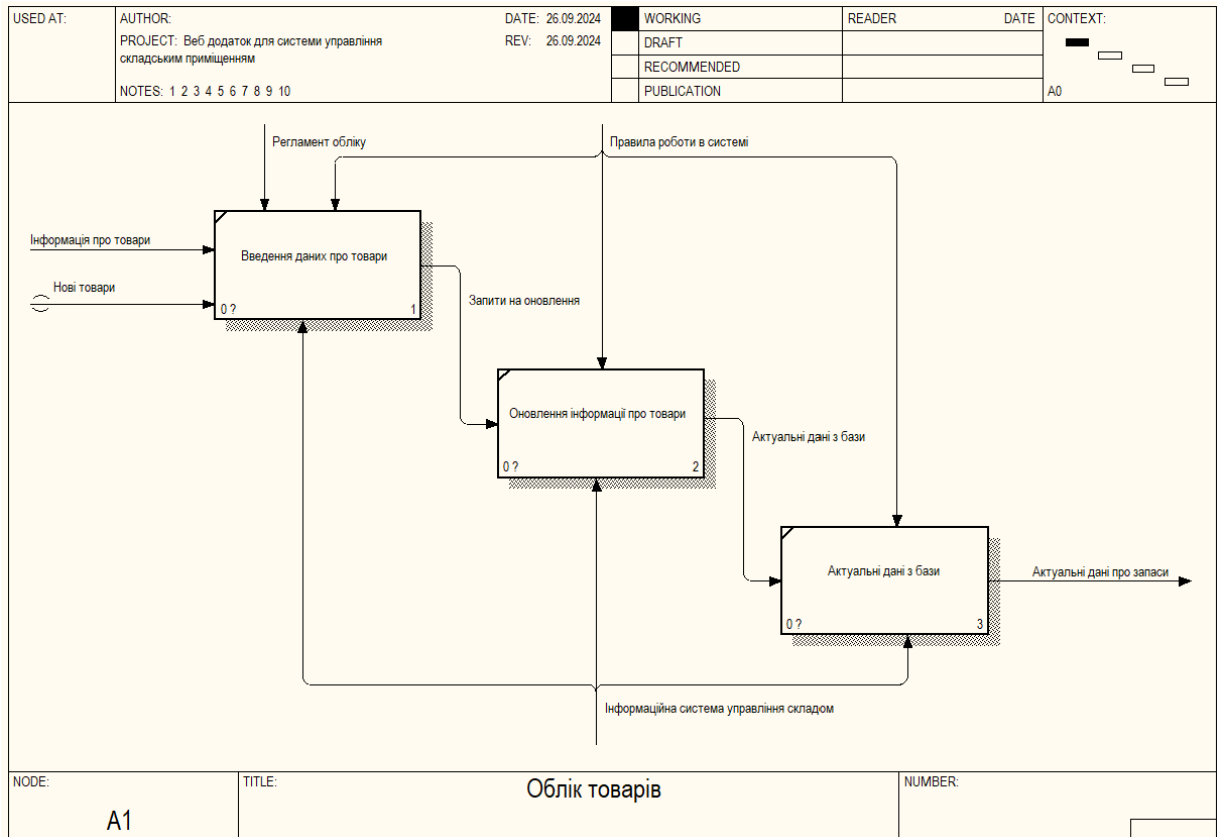 USED AT:
AUTHOR:
DATE: 26.09.2024
WORKING
READER
DATE
CONTEXT:
PROJECT: Веб додаток для системи управління
складським приміщенням
REV: 26.09.2024
DRAFT
RECOMMENDED
NOTES: 1 2 3 4 5 6 7 8 9 10
PUBLICATION
A0
Регламент обліку
Правила роботи в системі
Інформація про товари
Введення даних про товари
Нові товари
0 ?
1
Запити на оновлення
Оновлення інформації про товари
0 ?
2
Актуальні дані з бази
Актуальні дані з бази
0 ?
3
Актуальні дані про запаси
Інформаційна система управління складом
NODE:
A1
TITLE:
Облік товарів
NUMBER: